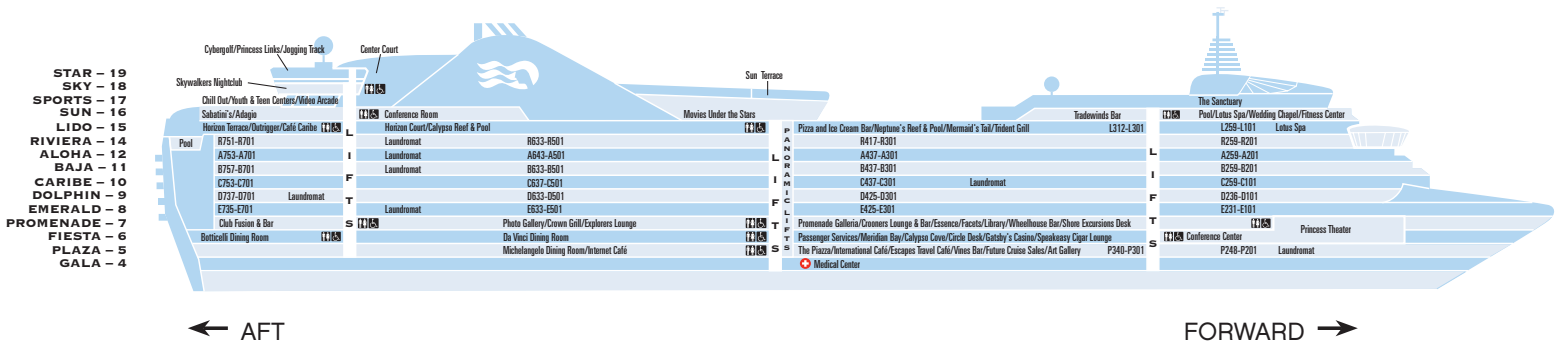 Cybergolf/Princess Links/Jogging Track
Center Court
STAR – 19
SKY – 18 Skywalkers Nightclub Sun Terrace
SPORTS – 17 Chill Out/Youth & Teen Centers/Video Arcade The Sanctuary
SUN – 16 Sabatini's/Adagio Conference Room Movies Under the Stars Tradewinds Bar Pool/Lotus Spa/Wedding Chapel/Fitness Center
LIDO – 15 Horizon Terrace/Outrigger/Café Caribe Horizon Court/Calypso Reef & Pool Pizza and Ice Cream Bar/Neptune's Reef & Pool/Mermaid's Tail/Trident Grill L312-L301 L259-L101 Lotus Spa
RIVIERA – 14 Pool R751-R701 Laundromat R633-R501 R417-R301 R259-R201
ALOHA – 12 A753-A701 Laundromat A643-A501 A437-A301 A259-A201
BAJA – 11 B757-B701 Laundromat B633-B501 B437-B301 B259-B201
CARIBE – 10 C753-C701 C637-C501 C437-C301 Laundromat C259-C101
DOLPHIN – 9 D737-D701 Laundromat D633-D501 D425-D301 D236-D101
EMERALD – 8 E735-E701 Laundromat E633-E501 E425-E301 E231-E101
PROMENADE – 7 Club Fusion & Bar Photo Gallery/Crown Grill/Explorers Lounge Promenade Galleria/Crooners Lounge & Bar/Essence/Facets/Library/Wheelhouse Bar/Shore Excursions Desk Princess Theater
FIESTA – 6 Botticelli Dining Room Da Vinci Dining Room Passenger Services/Meridian Bay/Calypso Cove/Circle Desk/Gatsby's Casino/Speakeasy Cigar Lounge Conference Center
PLAZA – 5 Michelangelo Dining Room/Internet Café The Piazza/International Café/Escapes Travel Café/Vines Bar/Future Cruise Sales/Art Gallery P340-P301 P248-P201 Laundromat
GALA – 4 Medical Center
LIFTS
LIFTS
PANORAMIC LIFTS
LIFTS
AFT
FORWARD